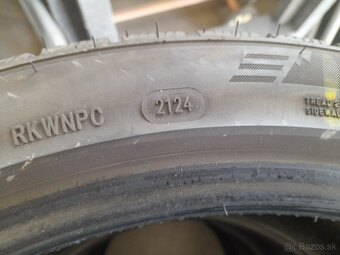 RKWNPC
2124
TREAD
SIDEWA
Bazos.sk